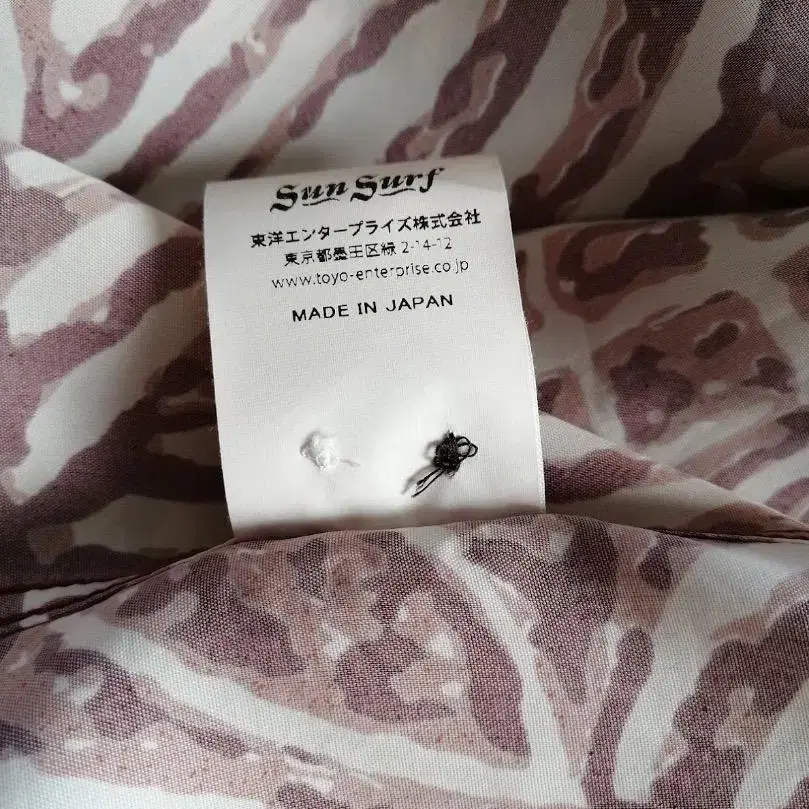 Sun Surf
東洋エンタープライズ株式会社
東京都墨田区緑 2-14-12
www.toyo-enterprise.co.jp
MADE IN JAPAN